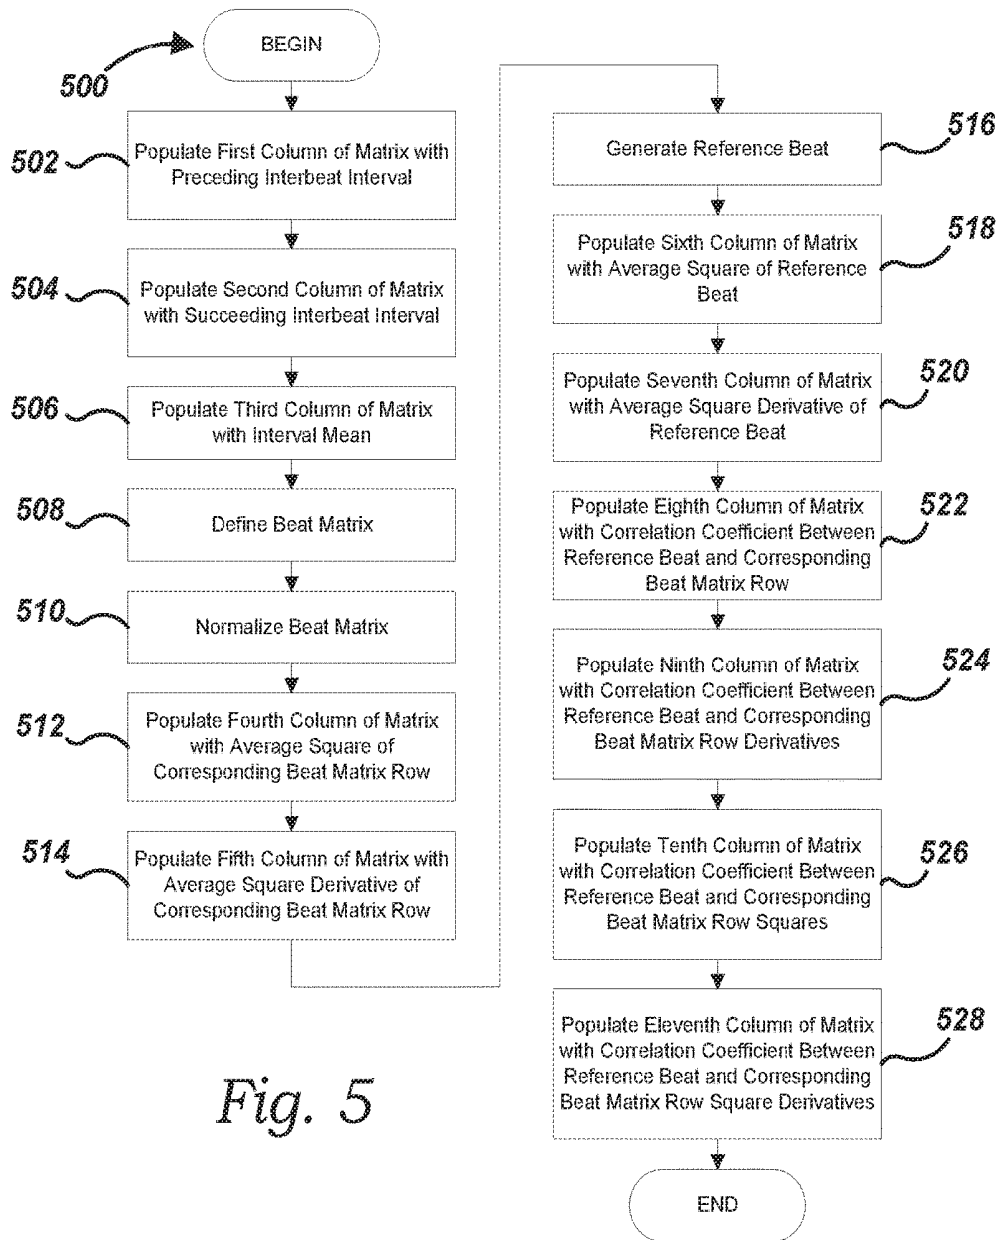 BEGIN
500
502
Populate First Column of Matrix with
Preceding Interbeat Interval
504
Populate Second Column of Matrix
with Succeeding Interbeat Interval
506
Populate Third Column of Matrix
with Interval Mean
508
Define Beat Matrix
510
Normalize Beat Matrix
512
Populate Fourth Column of Matrix
with Average Square of
Corresponding Beat Matrix Row
514
Populate Fifth Column of Matrix with
Average Square Derivative of
Corresponding Beat Matrix Row
516
Generate Reference Beat
518
Populate Sixth Column of Matrix
with Average Square of Reference
Beat
520
Populate Seventh Column of Matrix
with Average Square Derivative of
Reference Beat
522
Populate Eighth Column of Matrix
with Correlation Coefficient Between
Reference Beat and Corresponding
Beat Matrix Row
524
Populate Ninth Column of Matrix
with Correlation Coefficient Between
Reference Beat and Corresponding
Beat Matrix Row Derivatives
526
Populate Tenth Column of Matrix
with Correlation Coefficient Between
Reference Beat and Corresponding
Beat Matrix Row Squares
528
Populate Eleventh Column of Matrix
with Correlation Coefficient Between
Reference Beat and Corresponding
Beat Matrix Row Square Derivatives
END
Fig. 5